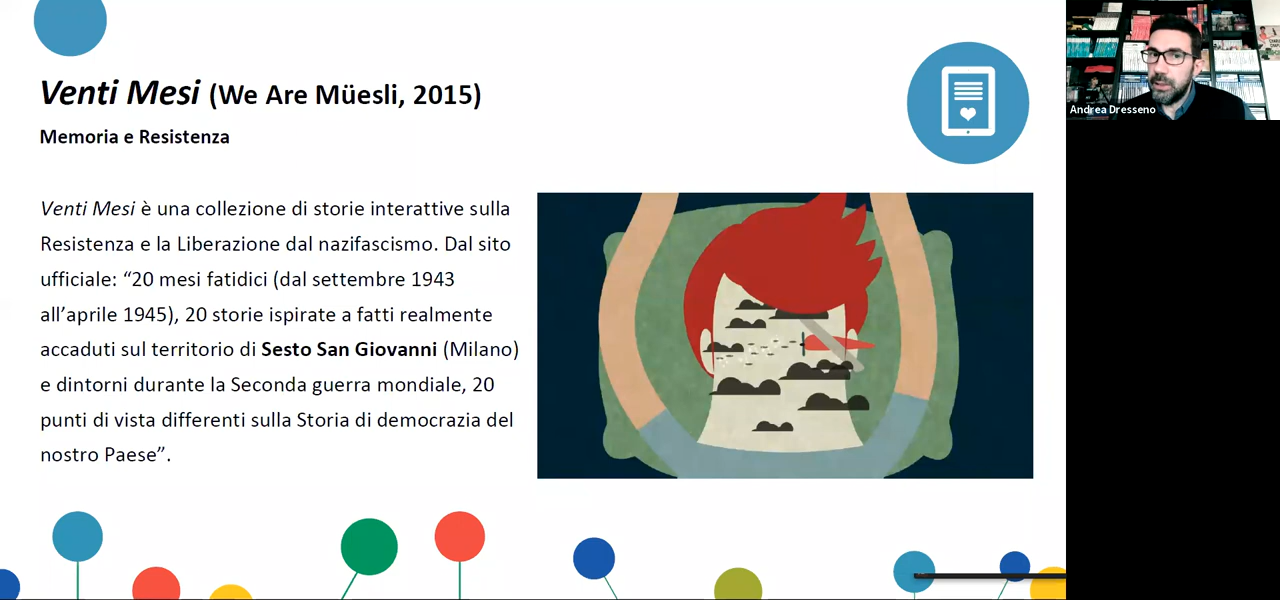 Venti Mesi (We Are Müesli, 2015)
Memoria e Resistenza
Venti Mesi è una collezione di storie interattive sulla
Resistenza e la Liberazione dal nazifascismo. Dal sito
ufficiale: “20 mesi fatidici (dal settembre 1943
all’aprile 1945), 20 storie ispirate a fatti realmente
accaduti sul territorio di Sesto San Giovanni (Milano)
e dintorni durante la Seconda guerra mondiale, 20
punti di vista differenti sulla Storia di democrazia del
nostro Paese”.
Andrea Dresseno